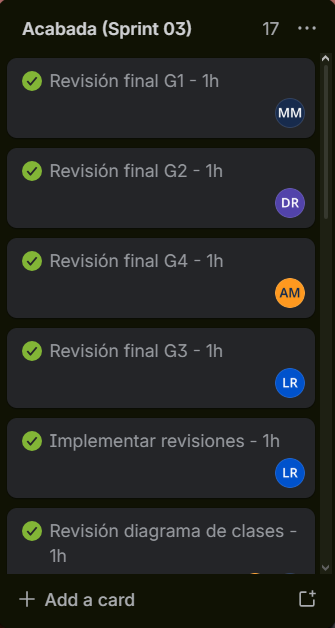 Acabada (Sprint 03) 17 ...
Revisión final G1 - 1h
MM
Revisión final G2 - 1h
DR
Revisión final G4 - 1h
AM
Revisión final G3 - 1h
LR
Implementar revisiones - 1h
LR
Revisión diagrama de clases -
1h
+ Add a card